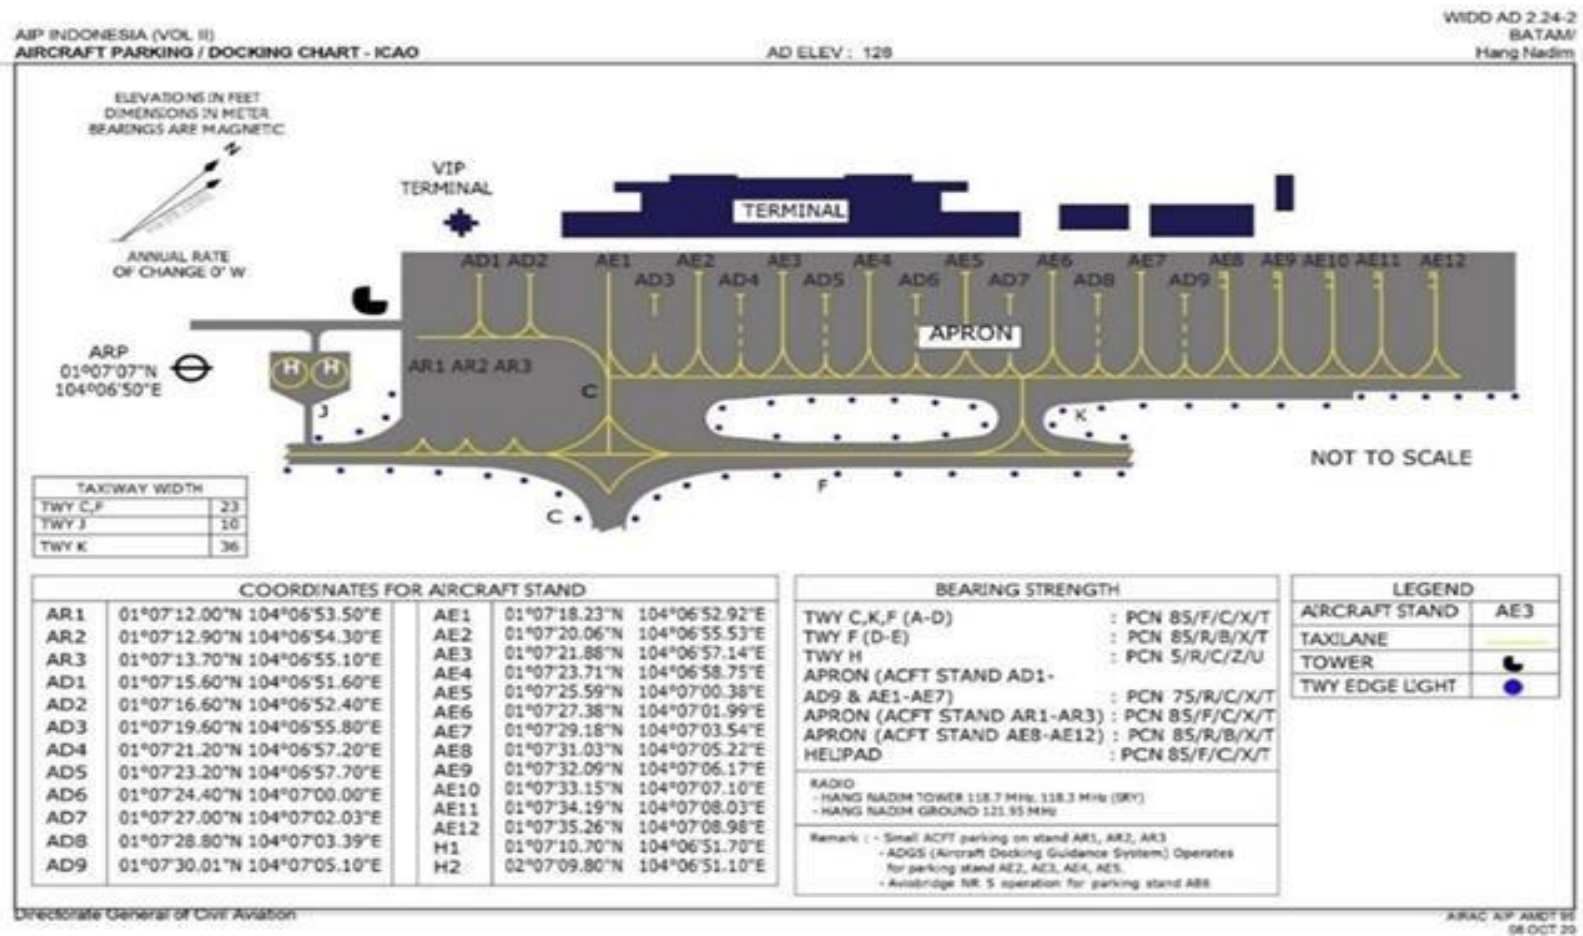 AIP INDONESIA (VOL II)
AIRCRAFT PARKING / DOCKING CHART - ICAO
AD ELEV : 128
WIDD AD 2.24-2
BATAM/
Hang Nadim
ELEVATIONS IN FEET
DIMENSIONS IN METER
BEARINGS ARE MAGNETIC
N
ANNUAL RATE
OF CHANGE 0° W
VIP
TERMINAL
TERMINAL
AD1 AD2 AE1 AE2 AE3 AE4 AE5 AE6 AE7 AE8 AE9 AE10 AE11 AE12
AD3 AD4 AD5 AD6 AD7 AD8 AD9
APRON
ARP
01°07'07"N
104°06'50"E
H H
AR1 AR2 AR3
C
J
K
F
C
NOT TO SCALE
TAXIWAY WIDTH
TWY C,F 23
TWY J 10
TWY K 36
COORDINATES FOR AIRCRAFT STAND
AR1 01°07'12.00"N 104°06'53.50"E
AR2 01°07'12.90"N 104°06'54.30"E
AR3 01°07'13.70"N 104°06'55.10"E
AD1 01°07'15.60"N 104°06'51.60"E
AD2 01°07'16.60"N 104°06'52.40"E
AD3 01°07'19.60"N 104°06'55.80"E
AD4 01°07'21.20"N 104°06'57.20"E
AD5 01°07'23.20"N 104°06'57.70"E
AD6 01°07'24.40"N 104°07'00.00"E
AD7 01°07'27.00"N 104°07'02.03"E
AD8 01°07'28.80"N 104°07'03.39"E
AD9 01°07'30.01"N 104°07'05.10"E
AE1 01°07'18.23"N 104°06'52.92"E
AE2 01°07'20.06"N 104°06'55.53"E
AE3 01°07'21.88"N 104°06'57.14"E
AE4 01°07'23.71"N 104°06'58.75"E
AE5 01°07'25.59"N 104°07'00.38"E
AE6 01°07'27.38"N 104°07'01.99"E
AE7 01°07'29.18"N 104°07'03.54"E
AE8 01°07'31.03"N 104°07'05.22"E
AE9 01°07'32.09"N 104°07'06.17"E
AE10 01°07'33.15"N 104°07'07.10"E
AE11 01°07'34.19"N 104°07'08.03"E
AE12 01°07'35.26"N 104°07'08.98"E
H1 01°07'10.70"N 104°06'51.70"E
H2 02°07'09.80"N 104°06'51.10"E
BEARING STRENGTH
TWY C,K,F (A-D) : PCN 85/F/C/X/T
TWY F (D-E) : PCN 85/R/B/X/T
TWY H : PCN 5/R/C/Z/U
APRON (ACFT STAND AD1-
AD9 & AE1-AE7) : PCN 75/R/C/X/T
APRON (ACFT STAND AR1-AR3) : PCN 85/F/C/X/T
APRON (ACFT STAND AE8-AE12) : PCN 85/R/B/X/T
HELIPAD : PCN 85/F/C/X/T
RADIO
- HANG NADIM TOWER 118.7 MHz, 118.3 MHz (SRY)
- HANG NADIM GROUND 121.95 MHz
Remark : - Small ACFT parking on stand AR1, AR2, AR3
- ADGS (Aircraft Docking Guidance System) Operates
for parking stand AE2, AE3, AE4, AE5.
- Aviobridge NR 5 operation for parking stand
LEGEND
AIRCRAFT STAND AE3
TAXILANE
TOWER
TWY EDGE LIGHT
Directorate General of Civil Aviation
AIRAC AIP AMDT
08 OCT 20